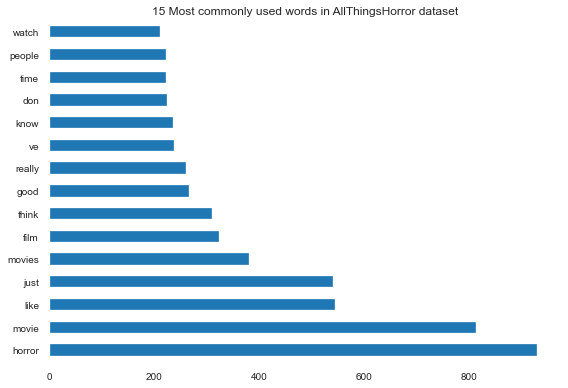 15 Most commonly used words in AllThingsHorror dataset
watch
people
time
don
know
ve
really
good
think
film
movies
just
like
movie
horror
0 200 400 600 800